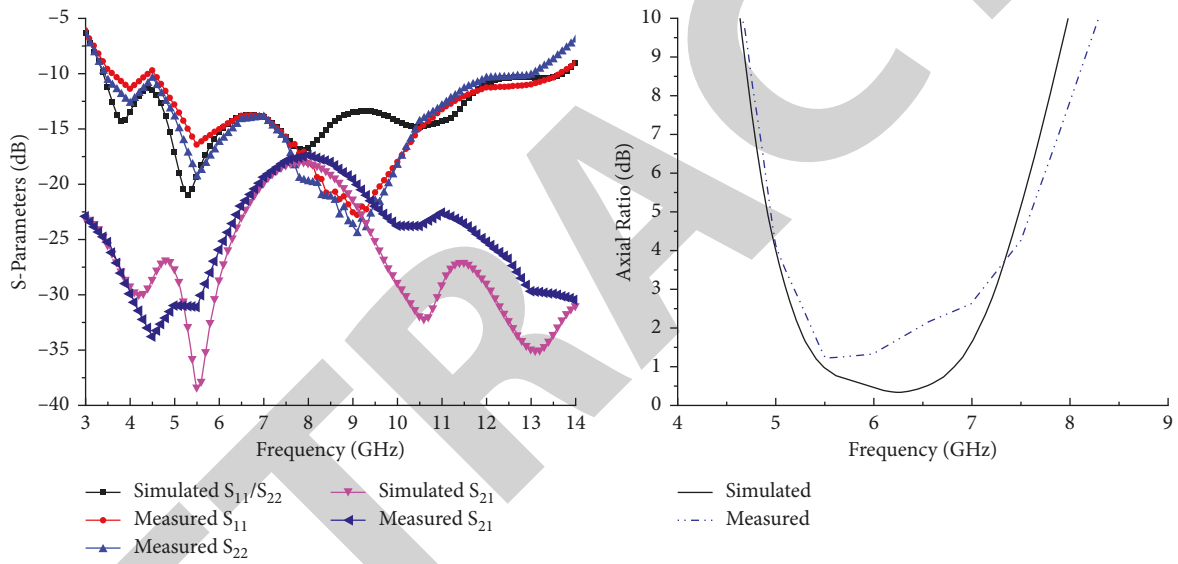 −5
−10
−15
−20
−25
−30
−35
−40
S-Parameters (dB)
3 4 5 6 7 8 9 10 11 12 13 14
Frequency (GHz)
Simulated S11/S22
Measured S11
Measured S22
Simulated S21
Measured S21
10
9
8
7
6
5
4
3
2
1
0
Axial Ratio (dB)
4 5 6 7 8 9
Frequency (GHz)
Simulated
Measured
TRAC